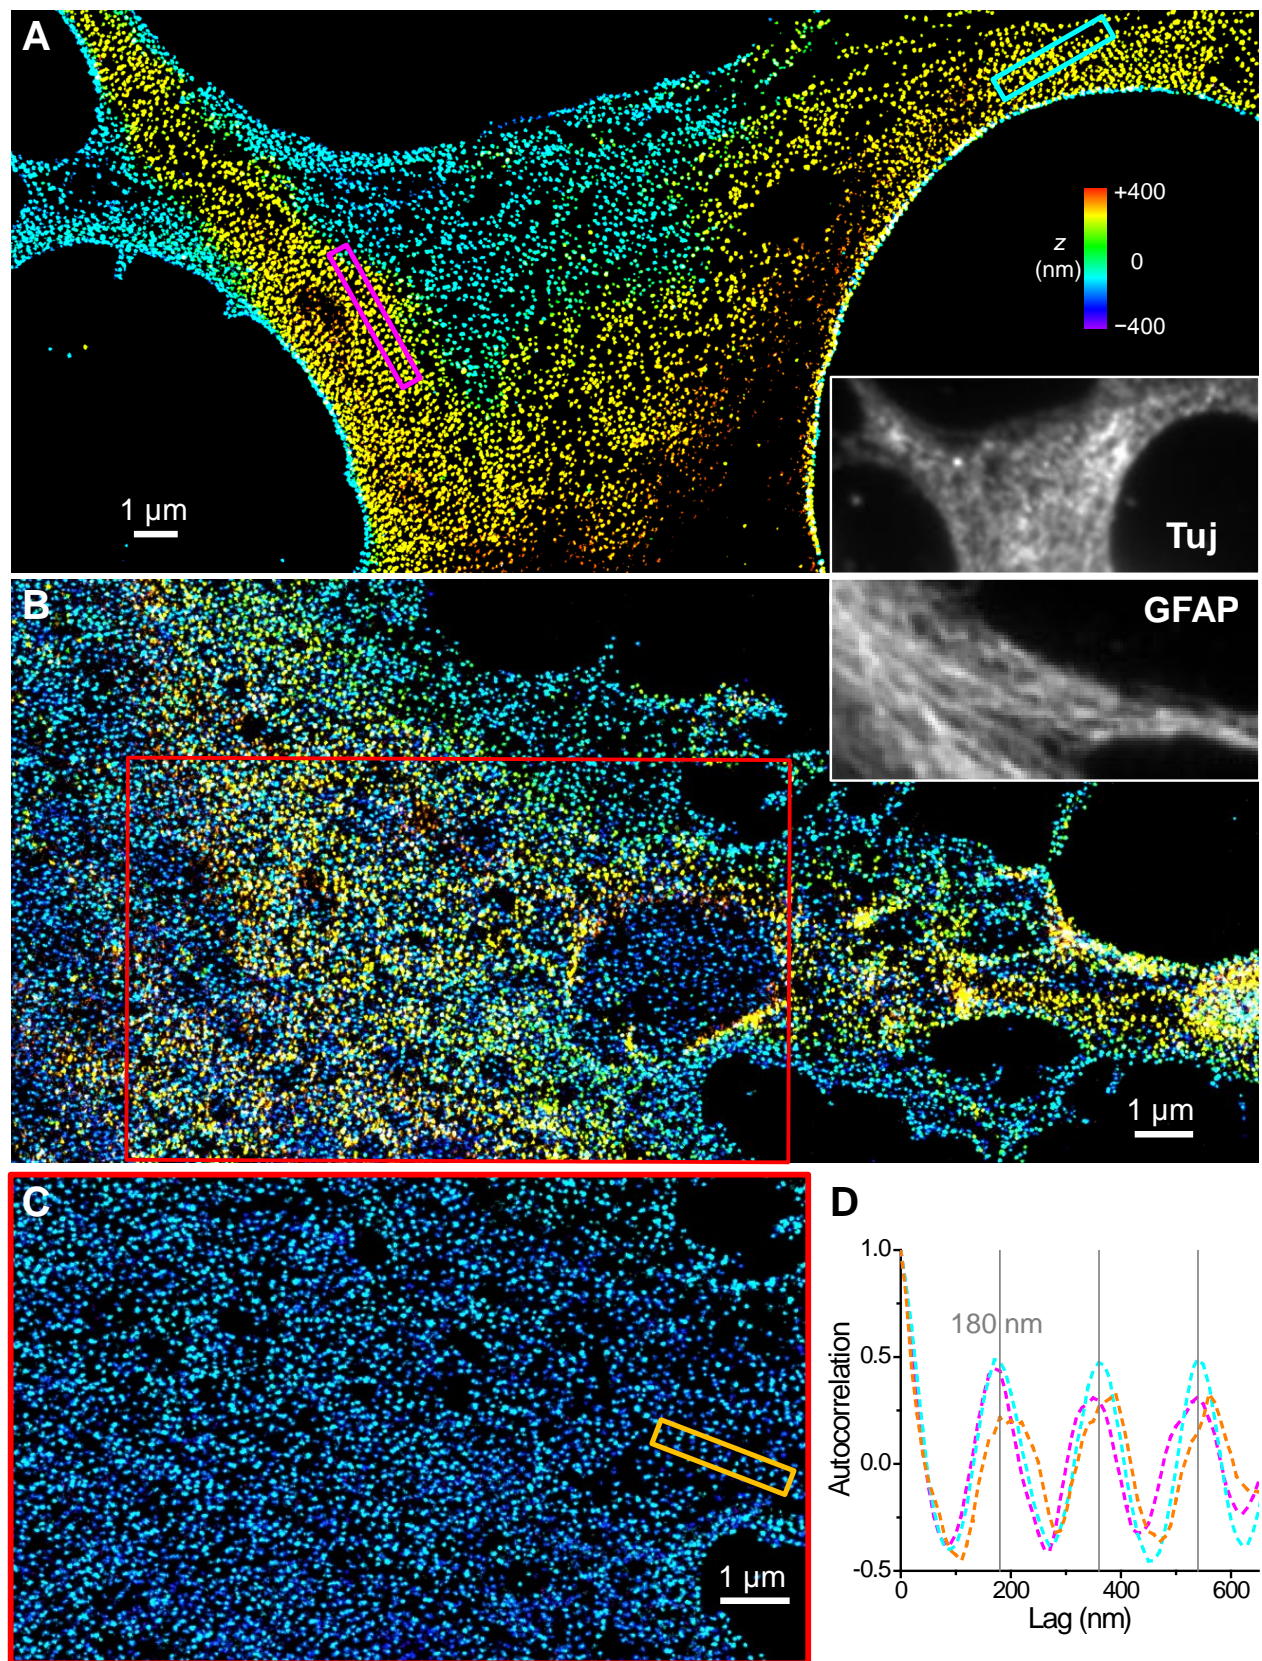 A
+400
z
(nm)
0
−400
1 μm
Tuj
B
GFAP
1 μm
C
1 μm
D
1.0
0.5
0.0
-0.5
Autocorrelation
180 nm
0
200
400
600
Lag (nm)